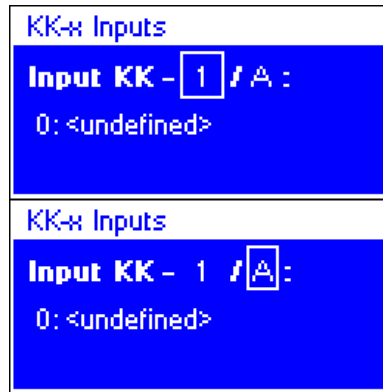 KK-x Inputs
Input KK - 1 / A :
0: <undefined>
KK-x Inputs
Input KK - 1 / A :
0: <undefined>